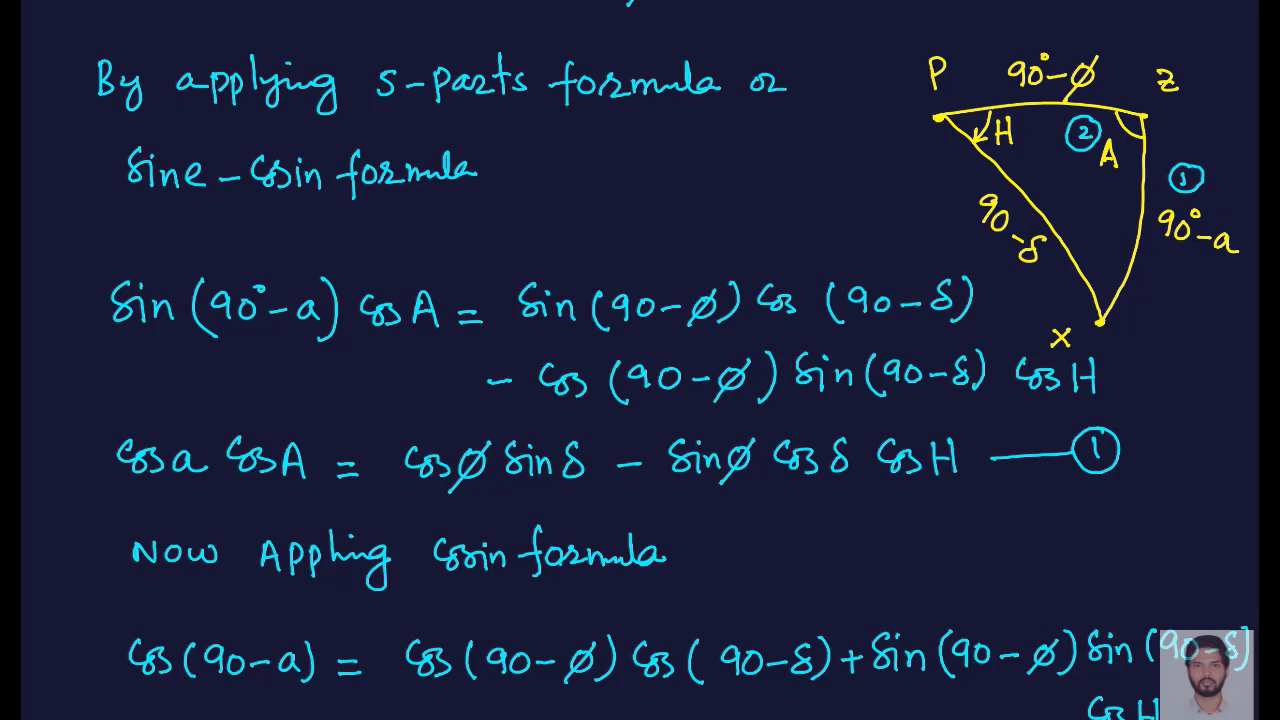 By applying 5-parts formula or
P 90°-φ Z
H ② A
Sine - Cosin formula
①
90-δ 90°-a
Sin (90°-a) Cos A = Sin (90-φ) Cos (90-δ)
X
- Cos (90-φ) Sin (90-δ) Cos H
Cos a Cos A = Cos φ Sin δ - Sin φ Cos δ Cos H —— ①
Now Appling Cosin formula
Cos (90-a) = Cos (90-φ) Cos (90-δ) + Sin (90-φ) Sin (90-δ)
Cos H